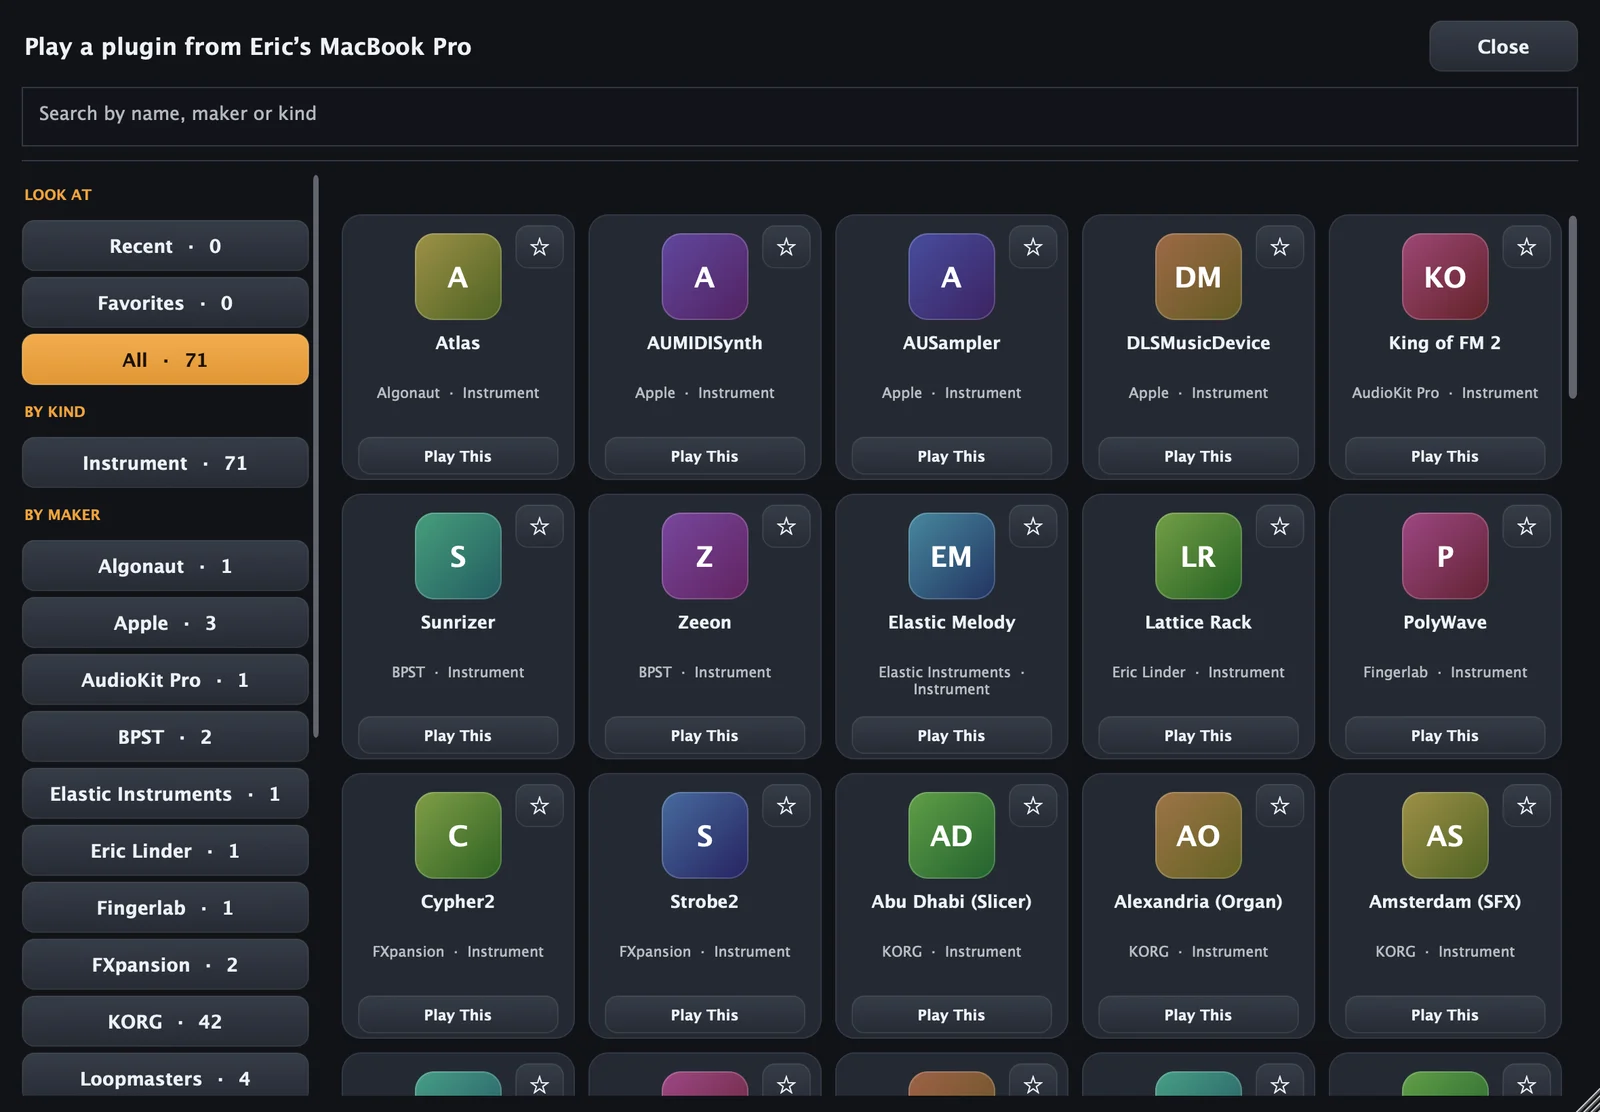 Play a plugin from Eric’s MacBook Pro
Close
Search by name, maker or kind
LOOK AT
Recent · 0
Favorites · 0
All · 71
BY KIND
Instrument · 71
BY MAKER
Algonaut · 1
Apple · 3
AudioKit Pro · 1
BPST · 2
Elastic Instruments · 1
Eric Linder · 1
Fingerlab · 1
FXpansion · 2
KORG · 42
Loopmasters · 4
A
Atlas
Algonaut · Instrument
Play This
A
AUMIDISynth
Apple · Instrument
Play This
A
AUSampler
Apple · Instrument
Play This
DM
DLSMusicDevice
Apple · Instrument
Play This
KO
King of FM 2
AudioKit Pro · Instrument
Play This
S
Sunrizer
BPST · Instrument
Play This
Z
Zeeon
BPST · Instrument
Play This
EM
Elastic Melody
Elastic Instruments ·
Instrument
Play This
LR
Lattice Rack
Eric Linder · Instrument
Play This
P
PolyWave
Fingerlab · Instrument
Play This
C
Cypher2
FXpansion · Instrument
Play This
S
Strobe2
FXpansion · Instrument
Play This
AD
Abu Dhabi (Slicer)
KORG · Instrument
Play This
AO
Alexandria (Organ)
KORG · Instrument
Play This
AS
Amsterdam (SFX)
KORG · Instrument
Play This